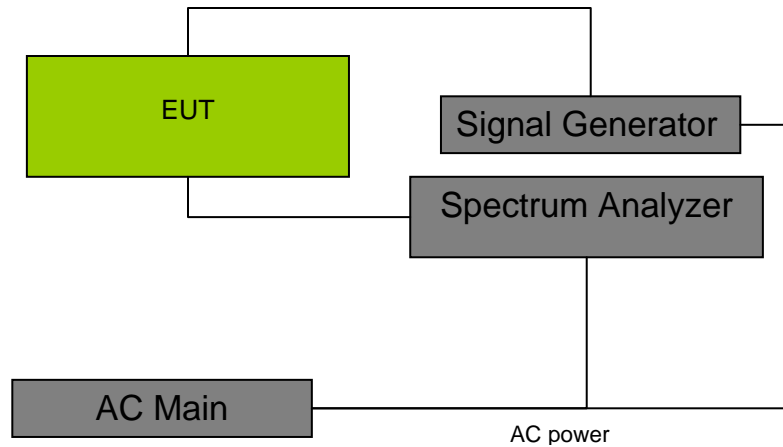 EUT
Signal Generator
Spectrum Analyzer
AC Main
AC power